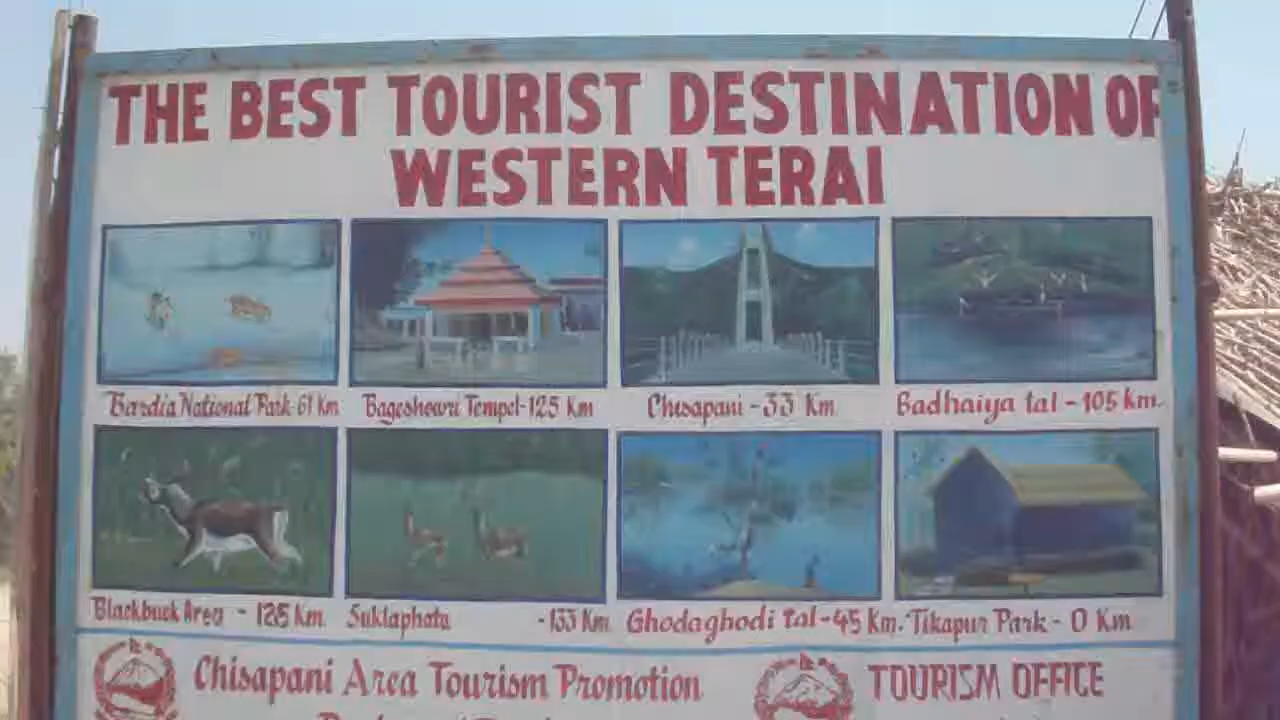 THE BEST TOURIST DESTINATION OF
WESTERN TERAI
Bardia National Park-61 Km
Bageshowri Tempel-125 Km
Chisapani - 33 Km
Badhaiya tal - 105 km.
Blackbuck Area - 125 Km
Suklaphata - 133 Km
Ghodaghodi tal - 45 Km.
Tikapur Park - 0 Km
Chisapani Area Tourism Promotion
TOURISM OFFICE